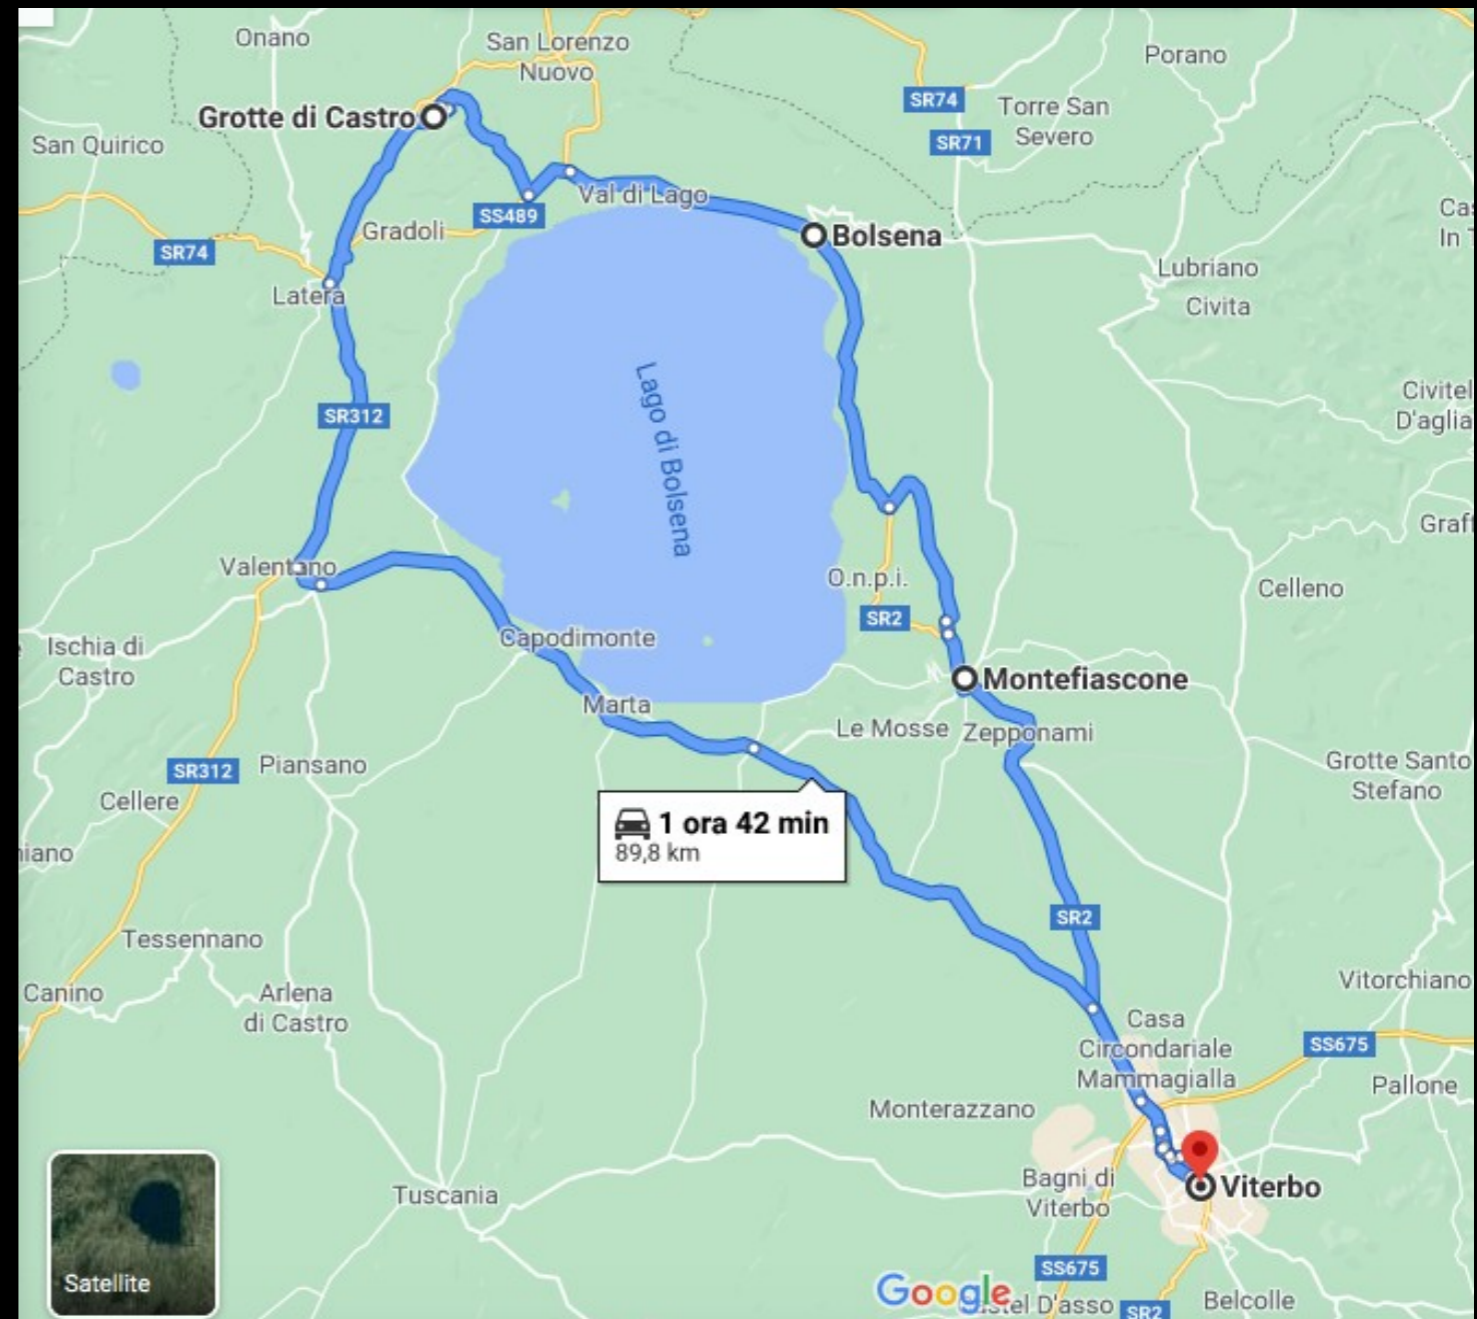 Onano
San Lorenzo
Nuovo
Porano
SR74
Torre San
Severo
SR71
Grotte di Castro
San Quirico
Val di Lago
SS489
Gradoli
SR74
Bolsena
Latera
Lubriano
Civita
Lago di Bolsena
SR312
Valentano
O.n.p.i.
SR2
Celleno
Ischia di
Castro
Capodimonte
Montefiascone
Marta
Le Mosse
Zepponami
SR312
Piansano
Cellere
Grotte Santo
Stefano
1 ora 42 min
89,8 km
SR2
Tessennano
Canino
Arlena
di Castro
Vitorchiano
Casa
Circondariale
Mammagialla
SS675
Pallone
Monterazzano
Bagni di
Viterbo
Viterbo
Tuscania
SS675
Satellite
Google
D'asso
SR2
Belcolle